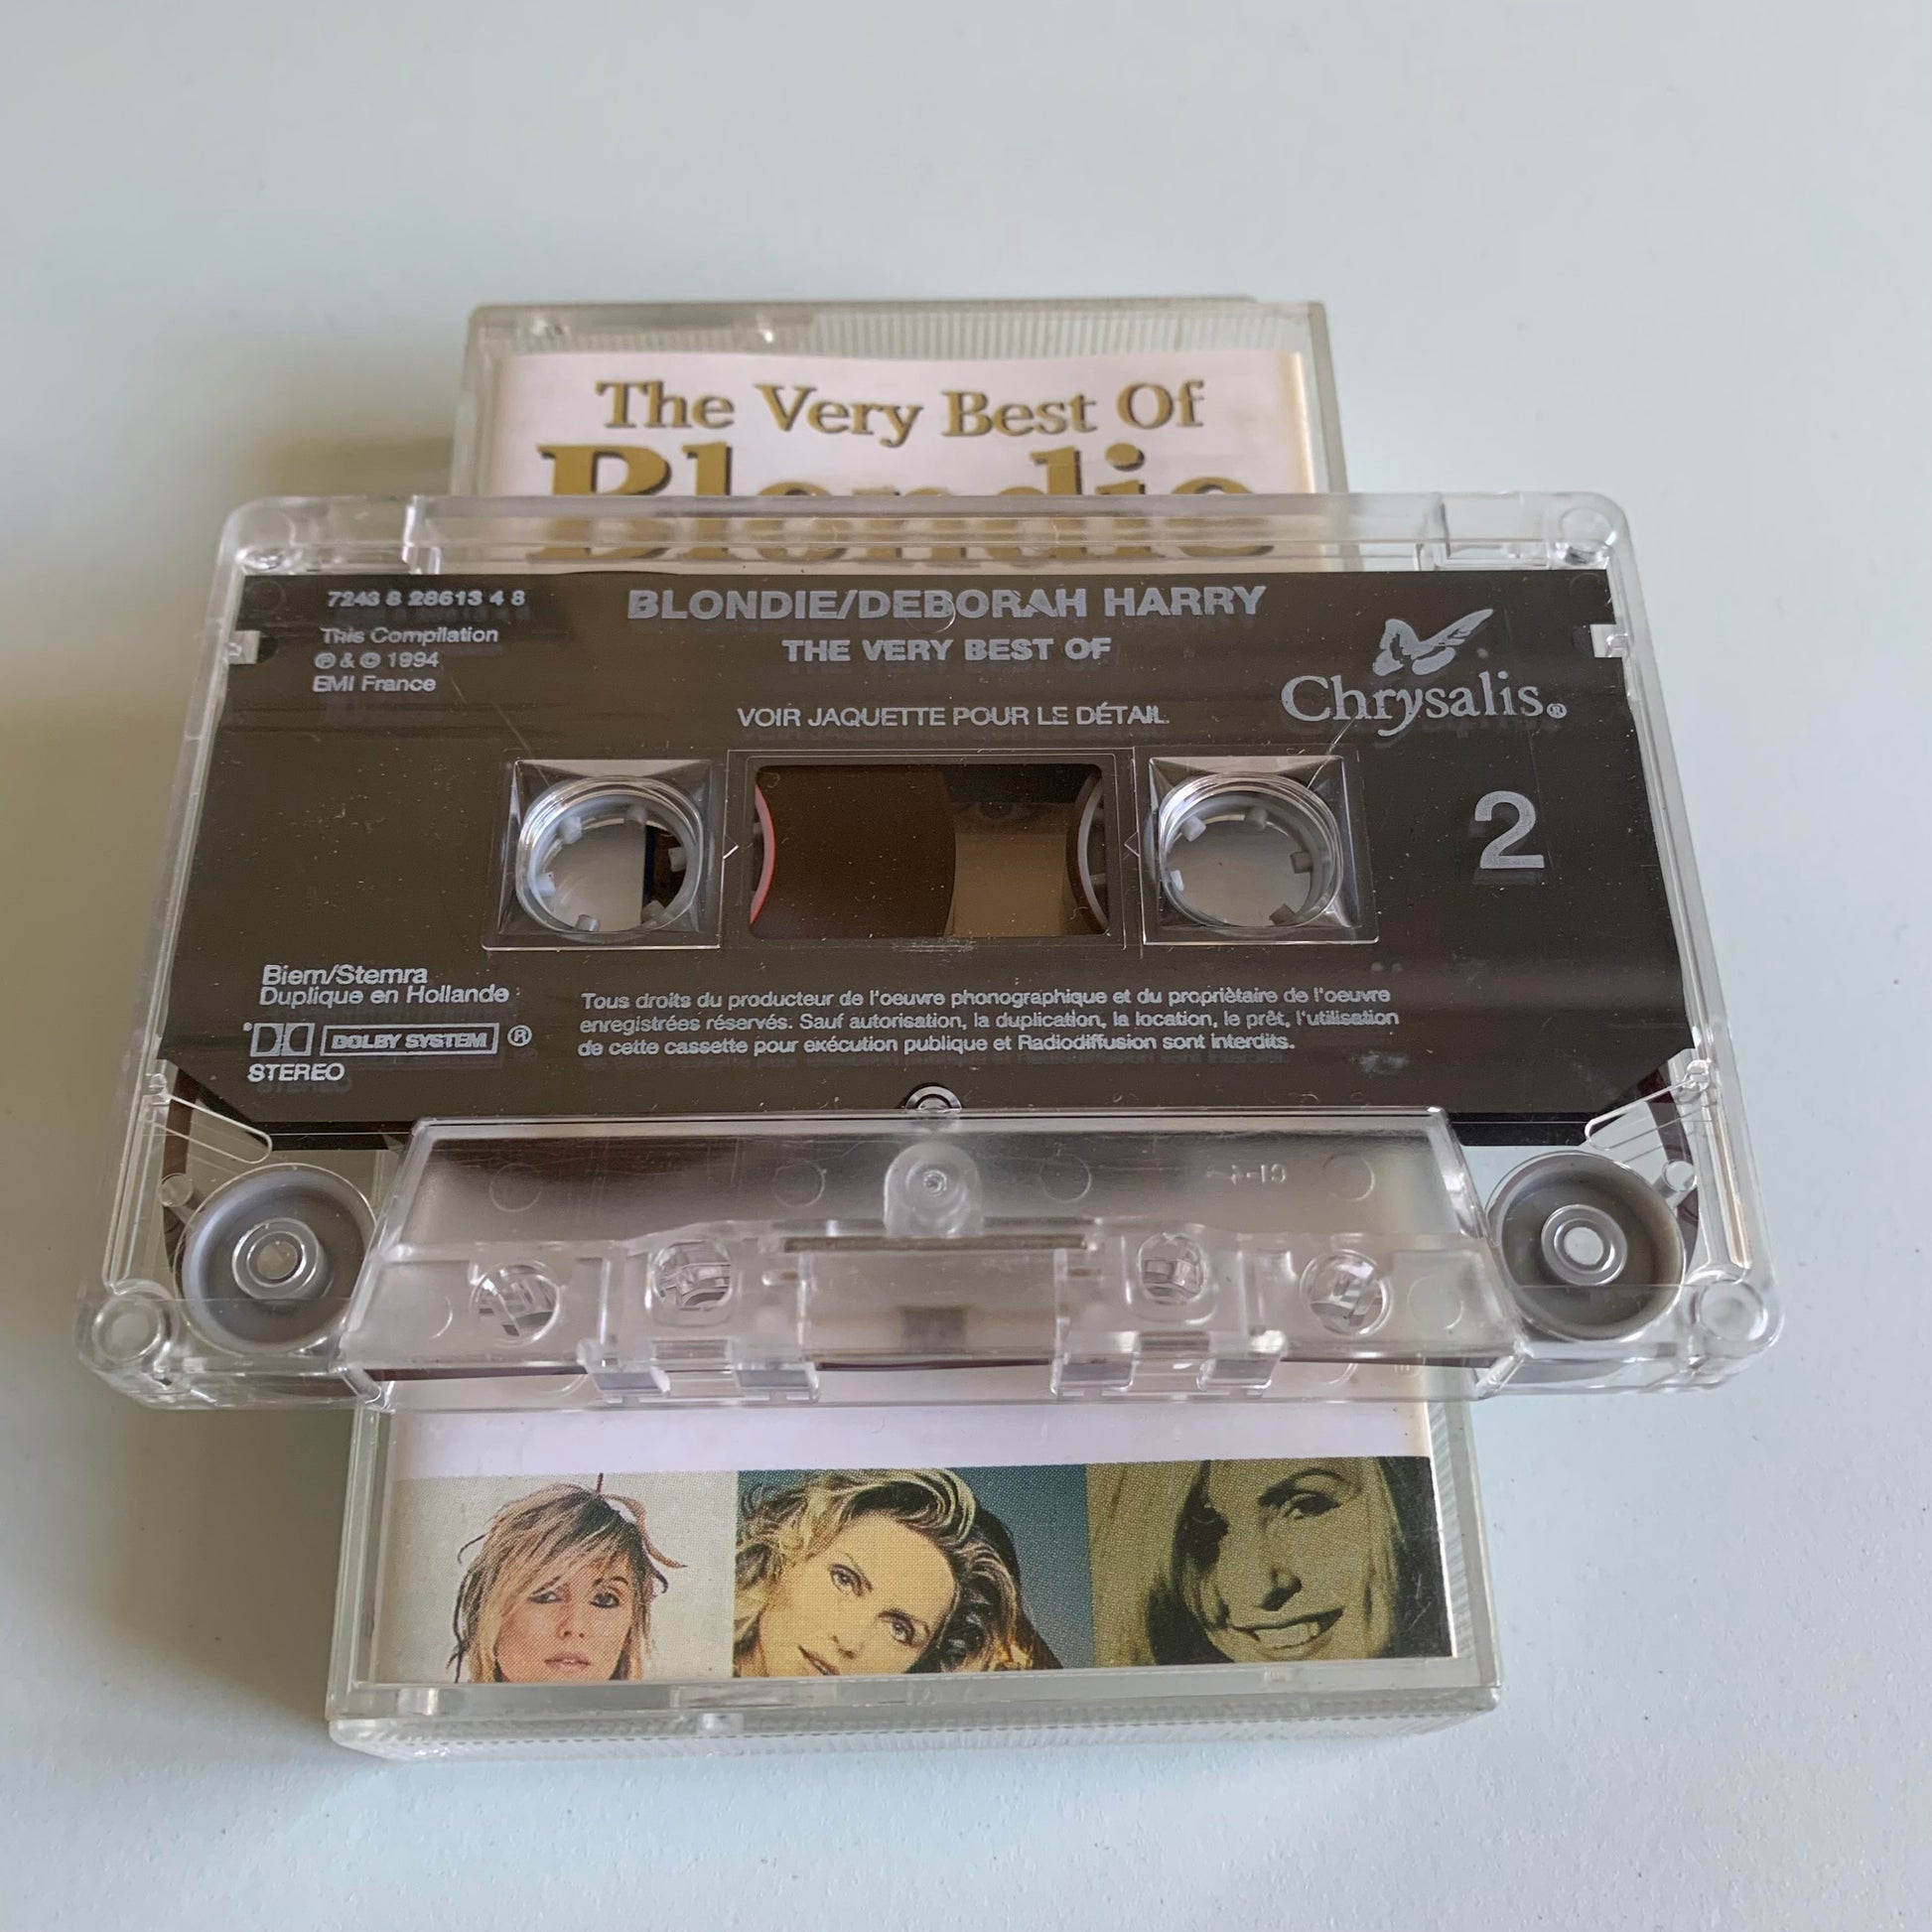 The Very Best Of
Blondie
7243 8 28613 4 8
This Compilation
℗ & © 1994
EMI France
BLONDIE/DEBORAH HARRY
THE VERY BEST OF
VOIR JAQUETTE POUR LE DÉTAIL
Chrysalis®
2
Biem/Stemra
Duplique en Hollande
DOLBY SYSTEM ®
STEREO
Tous droits du producteur de l'oeuvre phonographique et du propriètaire de l'oeuvre
enregistrées réservés. Sauf autorisation, la duplication, la location, le prêt, l'utilisation
de cette cassette pour exécution publique et Radiodiffusion sont interdits.